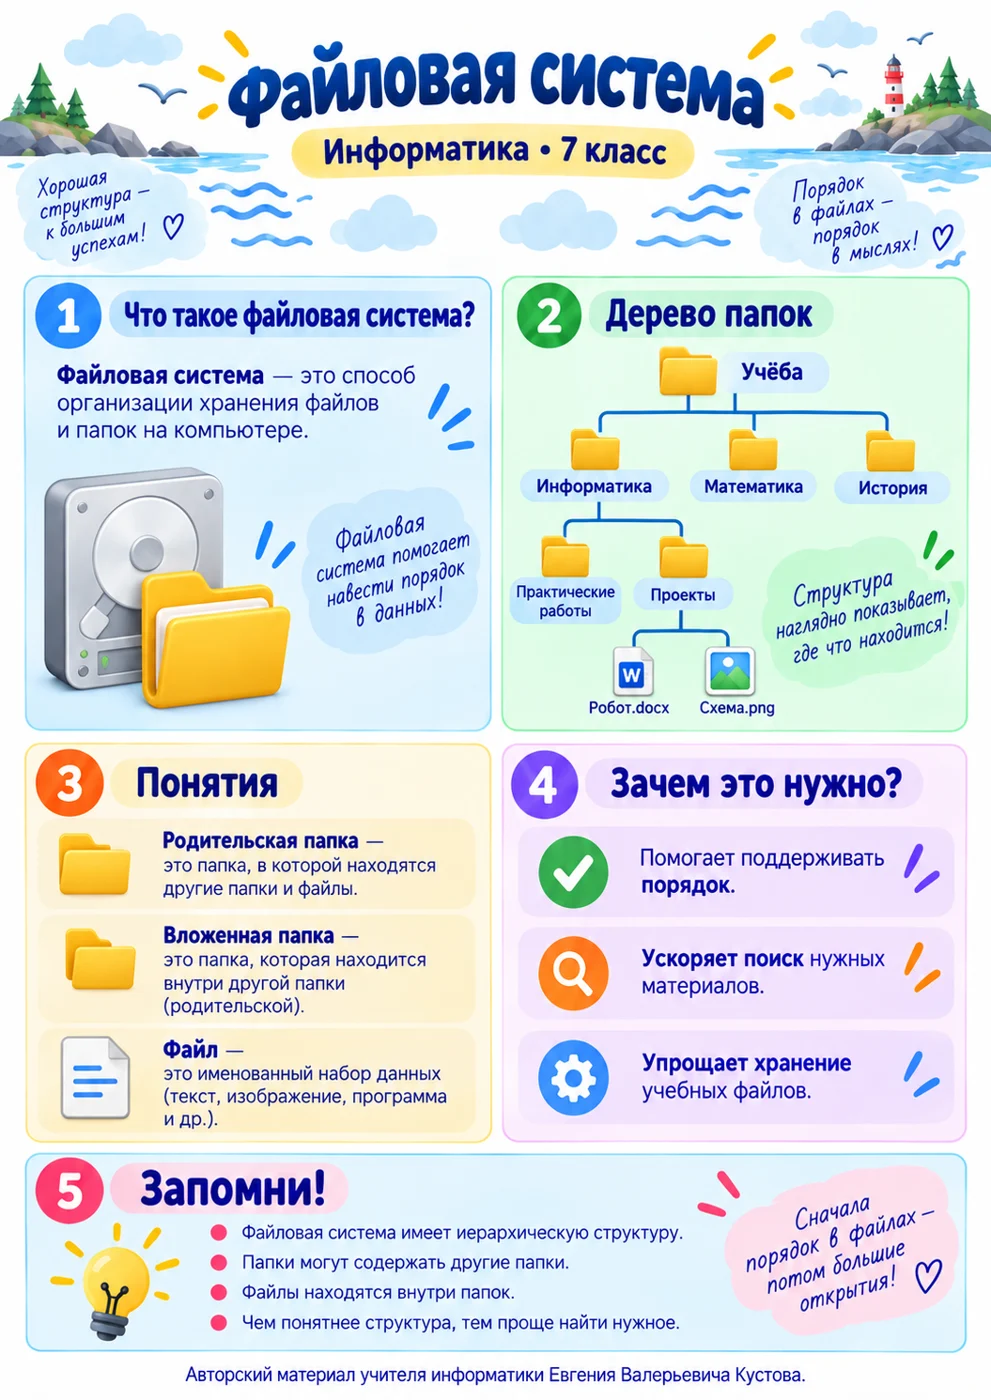 Файловая система
Информатика • 7 класс
Хорошая
структура –
к большим
успехам!
Порядок
в файлах –
порядок
в мыслях!
1
Что такое файловая система?
Файловая система — это способ
организации хранения файлов
и папок на компьютере.
Файловая
система помогает
навести порядок
в данных!
2
Дерево папок
Учёба
Информатика
Математика
История
Практические
работы
Проекты
W
Робот.docx
Схема.png
Структура
наглядно показывает,
где что находится!
3
Понятия
Родительская папка —
это папка, в которой находятся
другие папки и файлы.
Вложенная папка —
это папка, которая находится
внутри другой папки
(родительской).
Файл —
это именованный набор данных
(текст, изображение, программа
и др.).
4
Зачем это нужно?
Помогает поддерживать
порядок.
Ускоряет поиск нужных
материалов.
Упрощает хранение
учебных файлов.
5
Запомни!
Файловая система имеет иерархическую структуру.
Папки могут содержать другие папки.
Файлы находятся внутри папок.
Чем понятнее структура, тем проще найти нужное.
Сначала
порядок в файлах –
потом большие
открытия!
Авторский материал учителя информатики Евгения Валерьевича Кустова.